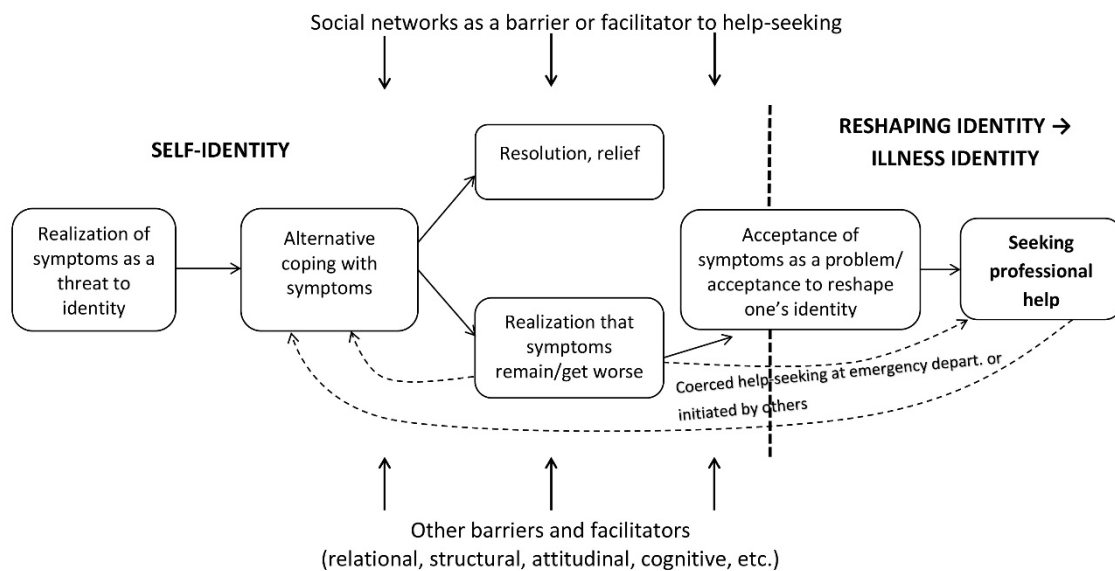 Social networks as a barrier or facilitator to help-seeking
SELF-IDENTITY
RESHAPING IDENTITY →
ILLNESS IDENTITY
Realization of
symptoms as a
threat to
identity
Alternative
coping with
symptoms
Resolution, relief
Realization that
symptoms
remain/get worse
Acceptance of
symptoms as a problem/
acceptance to reshape
one’s identity
Seeking
professional
help
Coerced help-seeking at emergency depart. or
initiated by others
Other barriers and facilitators
(relational, structural, attitudinal, cognitive, etc.)